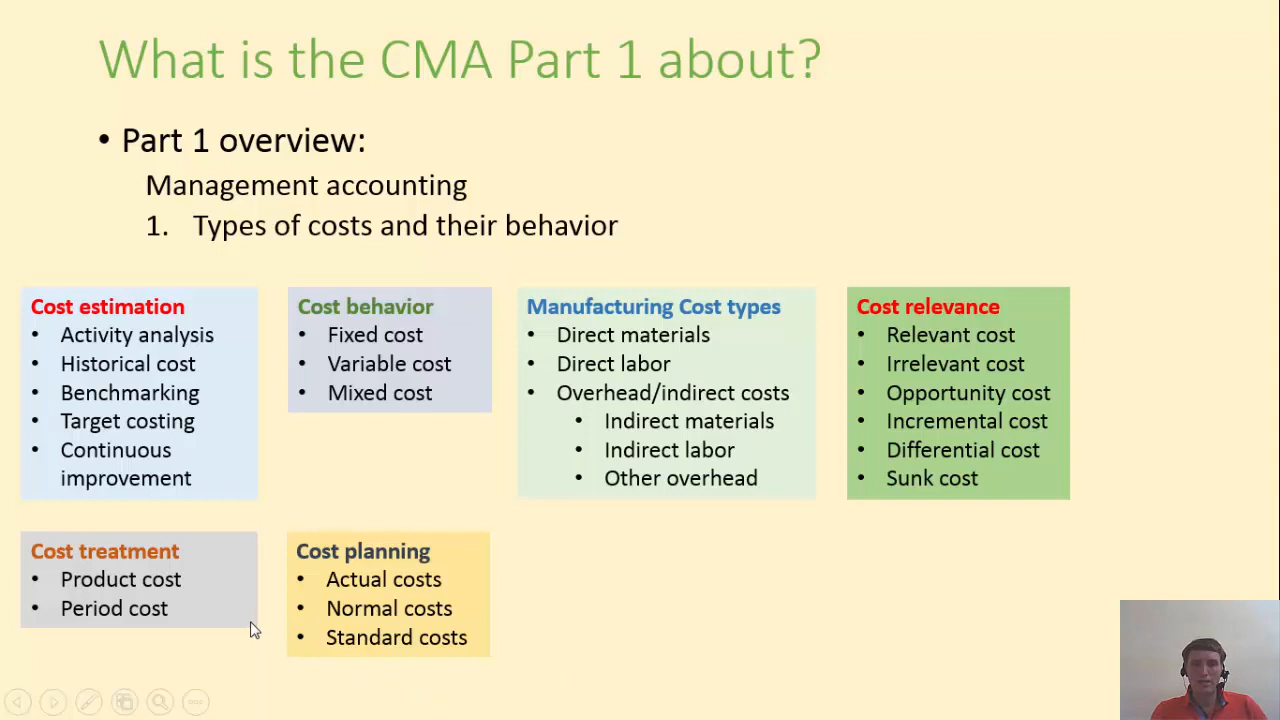 What is the CMA Part 1 about?
• Part 1 overview:
Management accounting
1. Types of costs and their behavior
Cost estimation
• Activity analysis
• Historical cost
• Benchmarking
• Target costing
• Continuous
improvement
Cost behavior
• Fixed cost
• Variable cost
• Mixed cost
Manufacturing Cost types
• Direct materials
• Direct labor
• Overhead/indirect costs
• Indirect materials
• Indirect labor
• Other overhead
Cost relevance
• Relevant cost
• Irrelevant cost
• Opportunity cost
• Incremental cost
• Differential cost
• Sunk cost
Cost treatment
• Product cost
• Period cost
Cost planning
• Actual costs
• Normal costs
• Standard costs